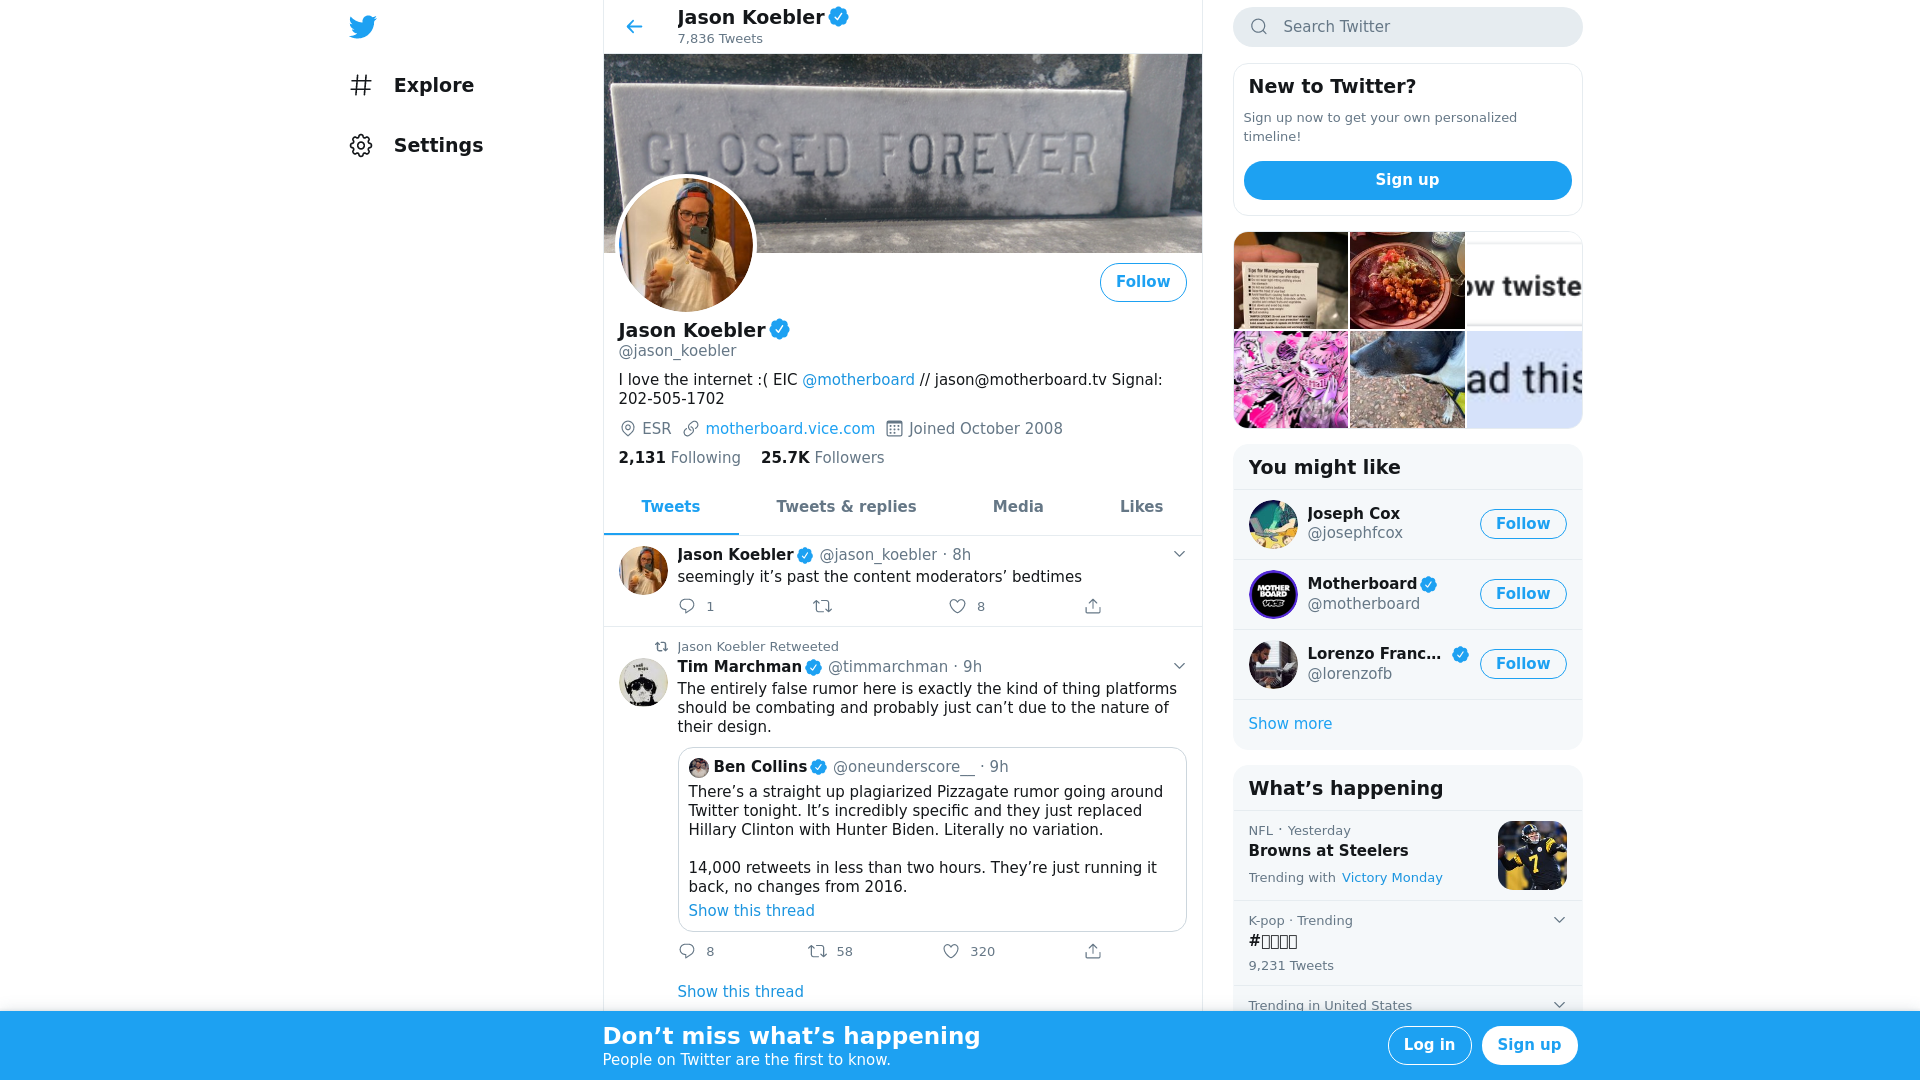 Explore
Settings
Jason Koebler
7,836 Tweets
CLOSED FOREVER
Follow
Jason Koebler
@jason_koebler
I love the internet :( EIC @motherboard // jason@motherboard.tv Signal:
202-505-1702
ESR motherboard.vice.com Joined October 2008
2,131 Following 25.7K Followers
Tweets Tweets & replies Media Likes
Jason Koebler @jason_koebler · 8h
seemingly it’s past the content moderators’ bedtimes
1 8
Jason Koebler Retweeted
Tim Marchman @timmarchman · 9h
The entirely false rumor here is exactly the kind of thing platforms
should be combating and probably just can’t due to the nature of
their design.
Ben Collins @oneunderscore__ · 9h
There’s a straight up plagiarized Pizzagate rumor going around
Twitter tonight. It’s incredibly specific and they just replaced
Hillary Clinton with Hunter Biden. Literally no variation.
14,000 retweets in less than two hours. They’re just running it
back, no changes from 2016.
Show this thread
8 58 320
Show this thread
Search Twitter
New to Twitter?
Sign up now to get your own personalized
timeline!
Sign up
Tips for Managing Heartburn
ow twiste
ad this
You might like
Joseph Cox
@josephfcox
Follow
Motherboard
@motherboard
Follow
MOTHER
BOARD
VICE
Lorenzo Franc...
@lorenzofb
Follow
Show more
What’s happening
NFL · Yesterday
Browns at Steelers
Trending with Victory Monday
7
K-pop · Trending
#
9,231 Tweets
Trending in United States
Don’t miss what’s happening
People on Twitter are the first to know.
Log in
Sign up